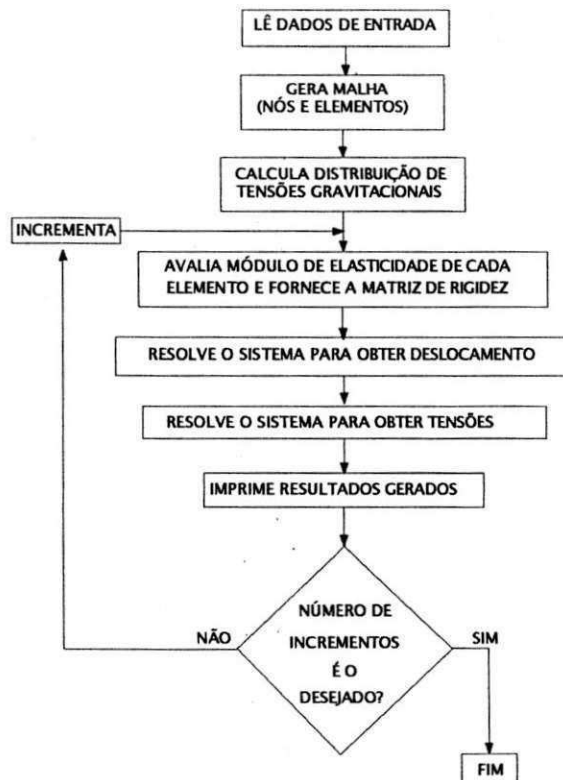 LÊ DADOS DE ENTRADA
GERA MALHA
(NÓS E ELEMENTOS)
CALCULA DISTRIBUIÇÃO DE
TENSÕES GRAVITACIONAIS
INCREMENTA
AVALIA MÓDULO DE ELASTICIDADE DE CADA
ELEMENTO E FORNECE A MATRIZ DE RIGIDEZ
RESOLVE O SISTEMA PARA OBTER DESLOCAMENTO
RESOLVE O SISTEMA PARA OBTER TENSÕES
IMPRIME RESULTADOS GERADOS
NÚMERO DE
INCREMENTOS
É O
DESEJADO?
NÃO
SIM
FIM